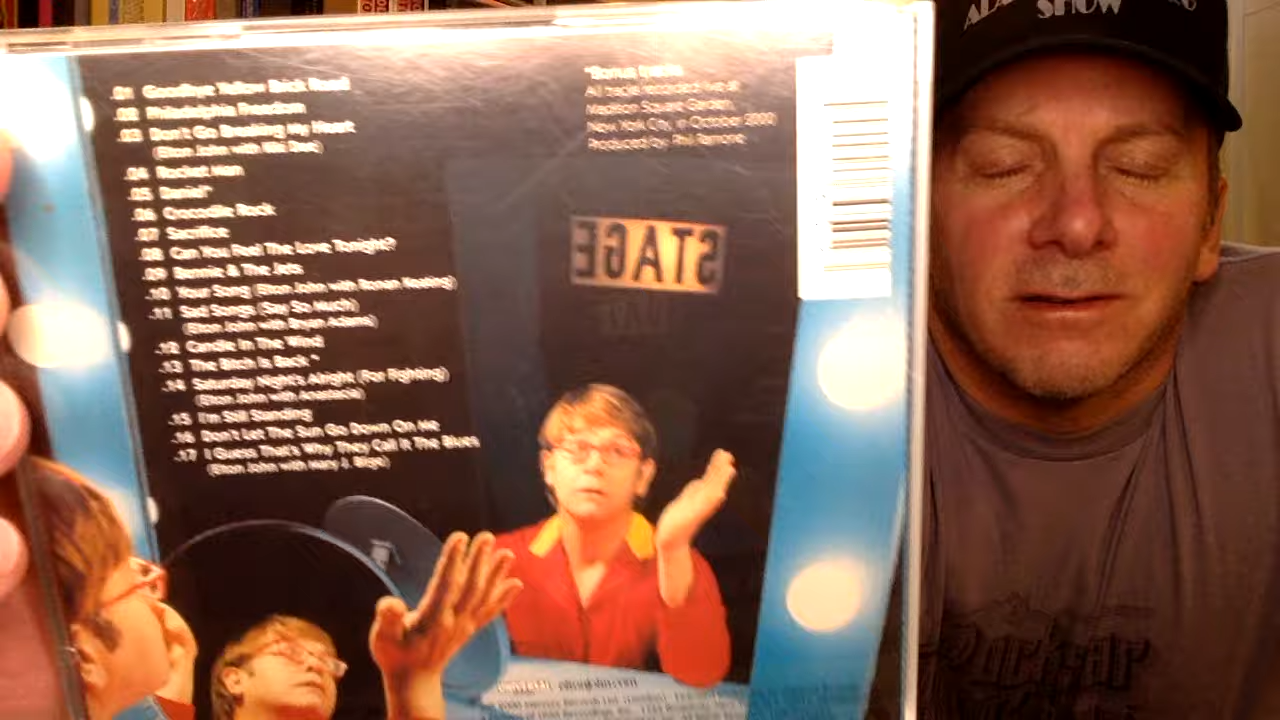 .01 Goodbye Yellow Brick Road
.02 Philadelphia Freedom
.03 Don't Go Breaking My Heart
(Elton John with Kiki Dee)
.04 Rocket Man
.05 Daniel*
.06 Crocodile Rock
.07 Sacrifice
.08 Can You Feel The Love Tonight?
.09 Bennie & The Jets
.10 Your Song (Elton John with Ronan Keating)
.11 Sad Songs (Say So Much)
(Elton John with Bryan Adams)
.12 Candle In The Wind
.13 The Bitch Is Back *
.14 Saturday Night's Alright (For Fighting)
(Elton John with Anastacia)
.15 I'm Still Standing
.16 Don't Let The Sun Go Down On Me
.17 I Guess That's Why They Call It The Blues
(Elton John with Mary J. Blige)
*Bonus tracks
All tracks recorded live at
Madison Square Garden,
New York City, in October 2000
Produced by: Phil Ramone
STAGE
SHOW